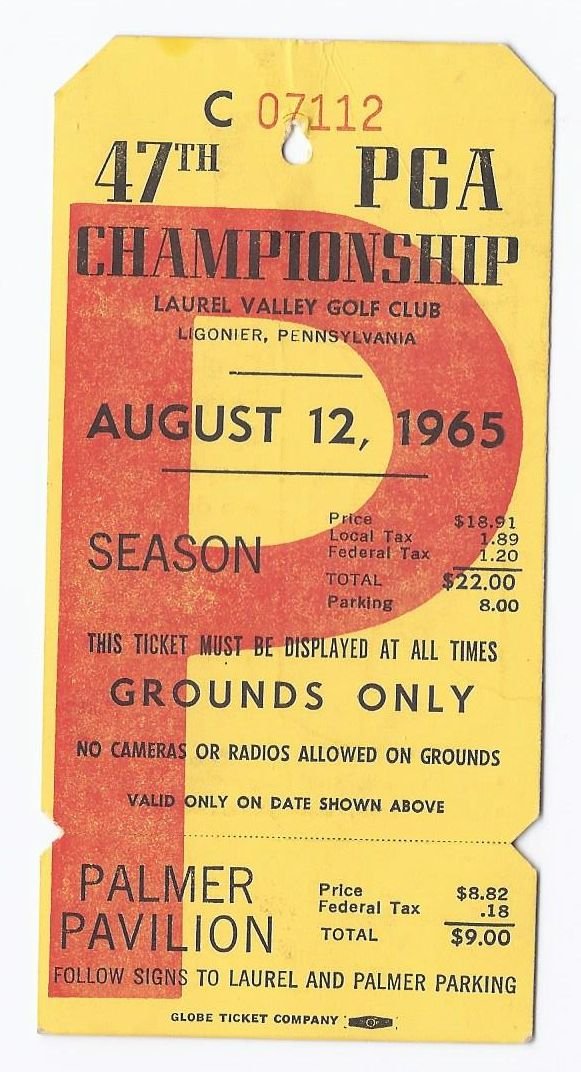 C 07112
47TH PGA
CHAMPIONSHIP
LAUREL VALLEY GOLF CLUB
LIGONIER, PENNSYLVANIA
AUGUST 12, 1965
SEASON
Price $18.91
Local Tax 1.89
Federal Tax 1.20
TOTAL $22.00
Parking 8.00
THIS TICKET MUST BE DISPLAYED AT ALL TIMES
GROUNDS ONLY
NO CAMERAS OR RADIOS ALLOWED ON GROUNDS
VALID ONLY ON DATE SHOWN ABOVE
PALMER
PAVILION
Price $8.82
Federal Tax .18
TOTAL $9.00
FOLLOW SIGNS TO LAUREL AND PALMER PARKING
GLOBE TICKET COMPANY
P